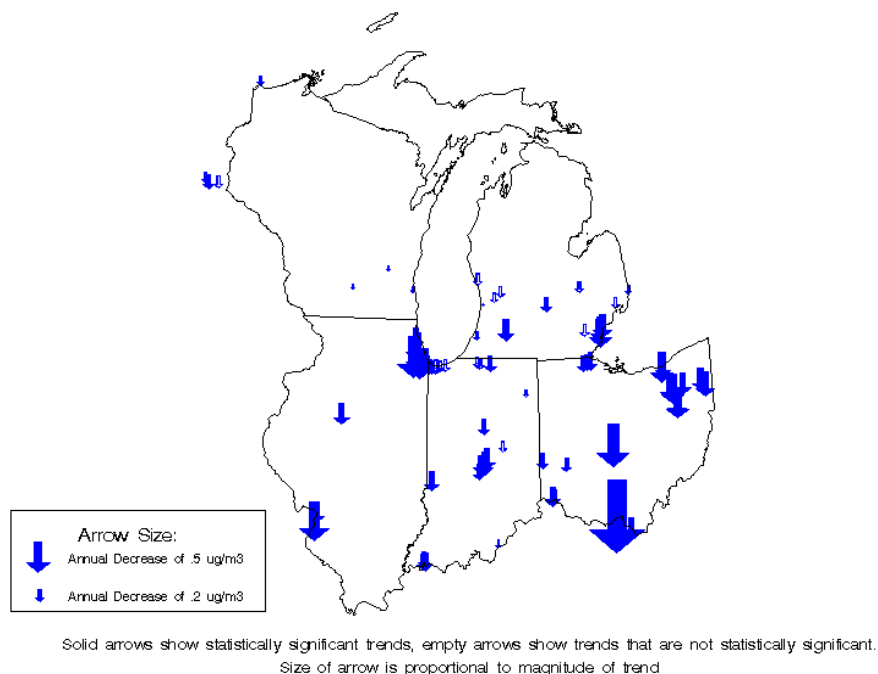 Arrow Size:
Annual Decrease of .5 ug/m3
Annual Decrease of .2 ug/m3
Solid arrows show statistically significant trends, empty arrows show trends that are not statistically significant.
Size of arrow is proportional to magnitude of trend